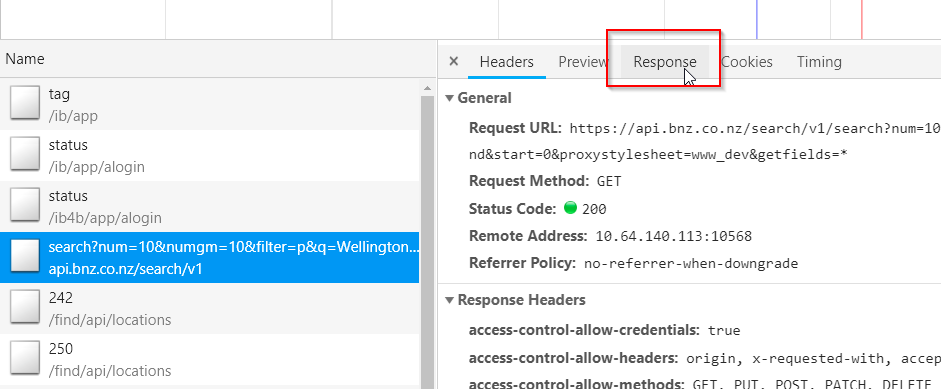 Name
tag
/ib/app
status
/ib/app/alogin
status
/ib4b/app/alogin
search?num=10&numgm=10&filter=p&q=Wellington...
api.bnz.co.nz/search/v1
242
/find/api/locations
250
/find/api/locations
× Headers Preview Response Cookies Timing
General
Request URL: https://api.bnz.co.nz/search/v1/search?num=10
nd&start=0&proxystylesheet=www_dev&getfields=*
Request Method: GET
Status Code: 200
Remote Address: 10.64.140.113:10568
Referrer Policy: no-referrer-when-downgrade
Response Headers
access-control-allow-credentials: true
access-control-allow-headers: origin, x-requested-with, accep
access-control-allow-methods: GET, PUT, POST, PATCH, DELETE